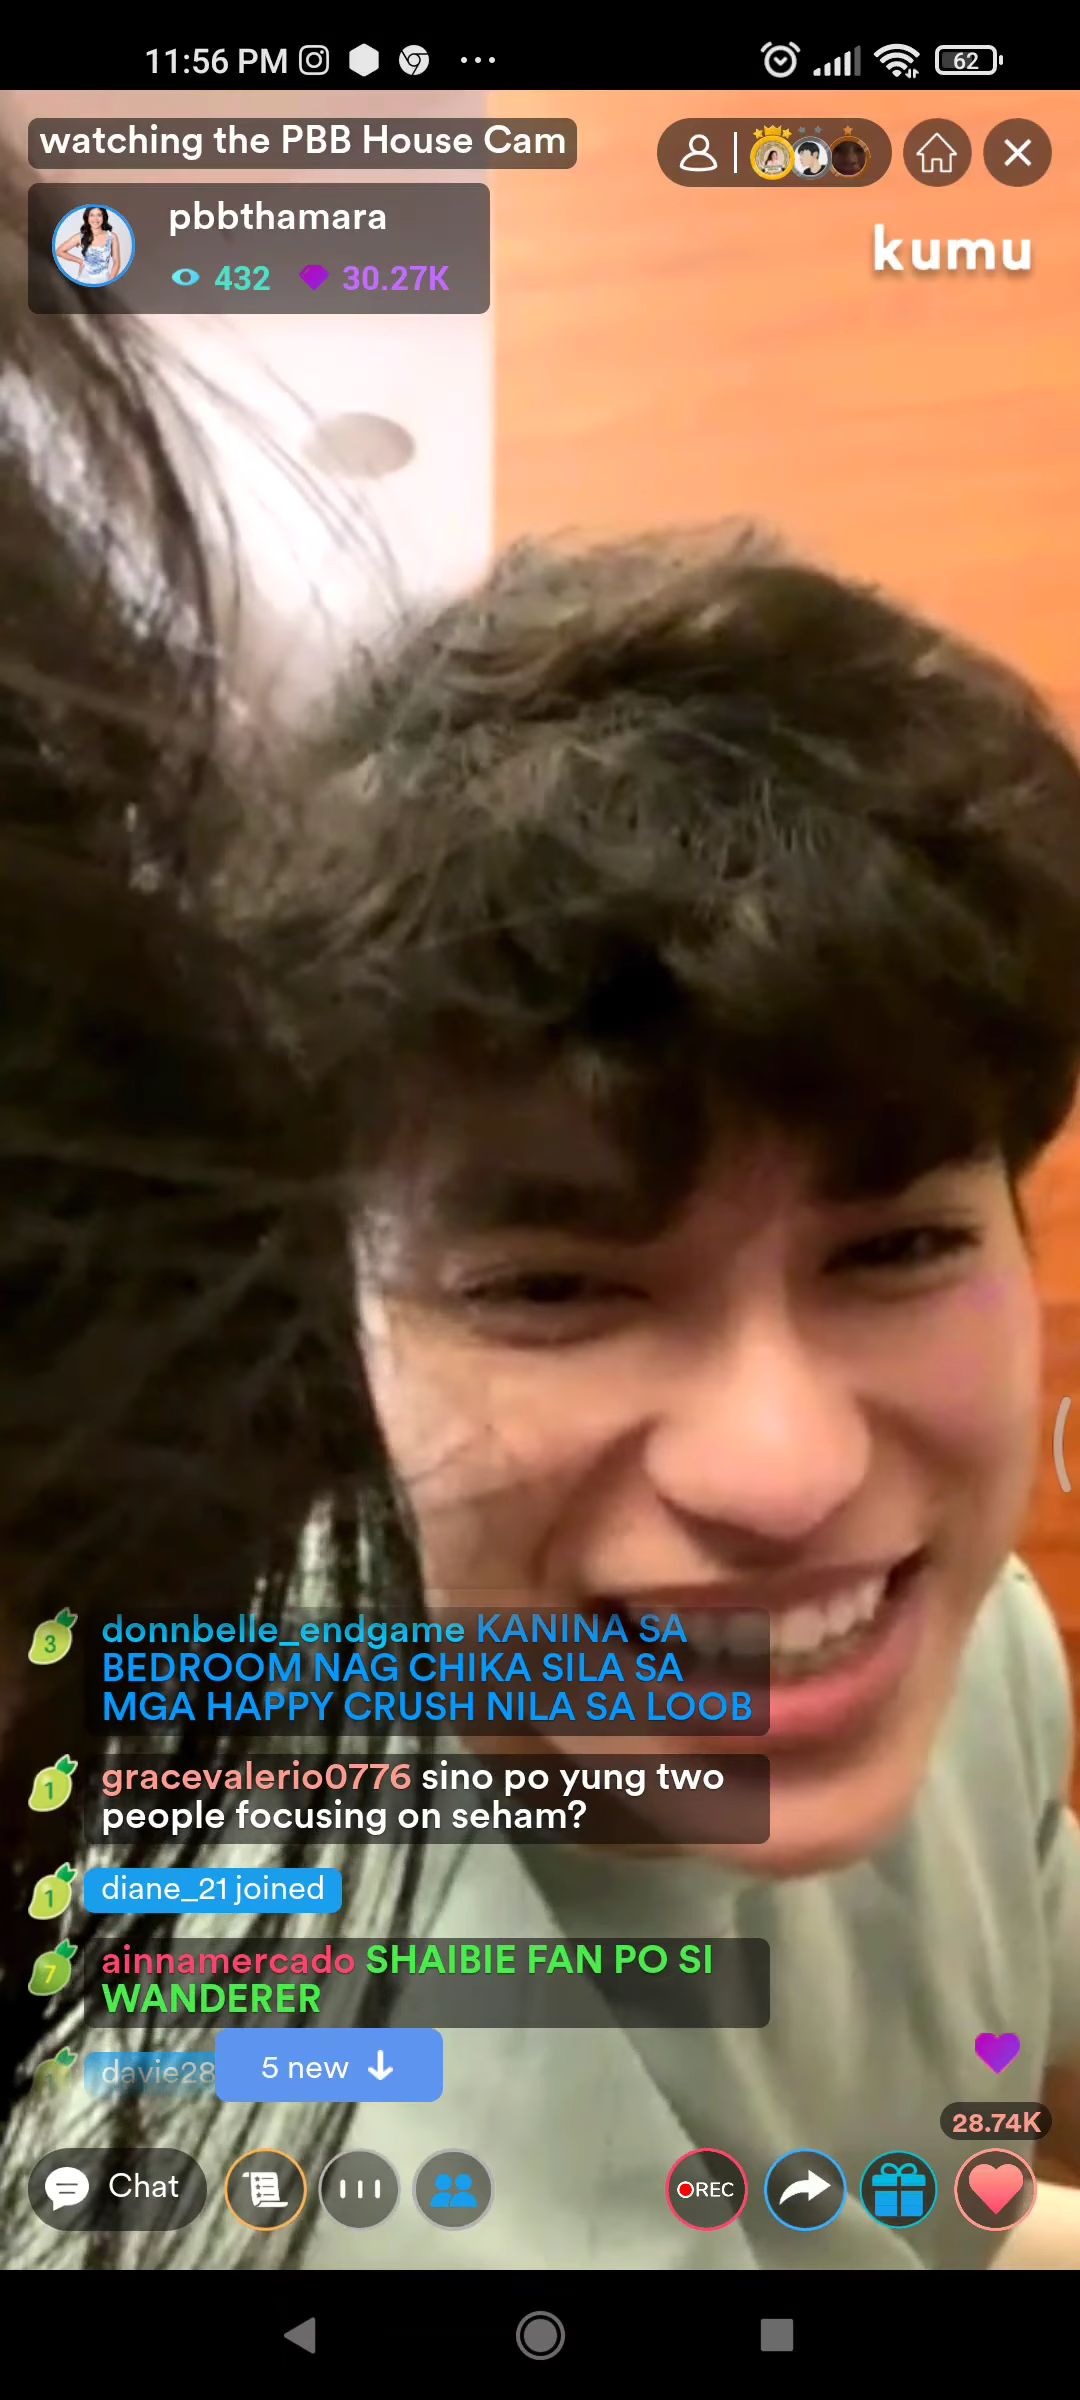 11:56 PM
62
watching the PBB House Cam
pbbthamara
432 30.27K
kumu
3
donnbelle_endgame KANINA SA
BEDROOM NAG CHIKA SILA SA
MGA HAPPY CRUSH NILA SA LOOB
1
gracevalerio0776 sino po yung two
people focusing on seham?
1
diane_21 joined
7
ainnamercado SHAIBIE FAN PO SI
WANDERER
1
davie28
5 new
28.74K
Chat
REC